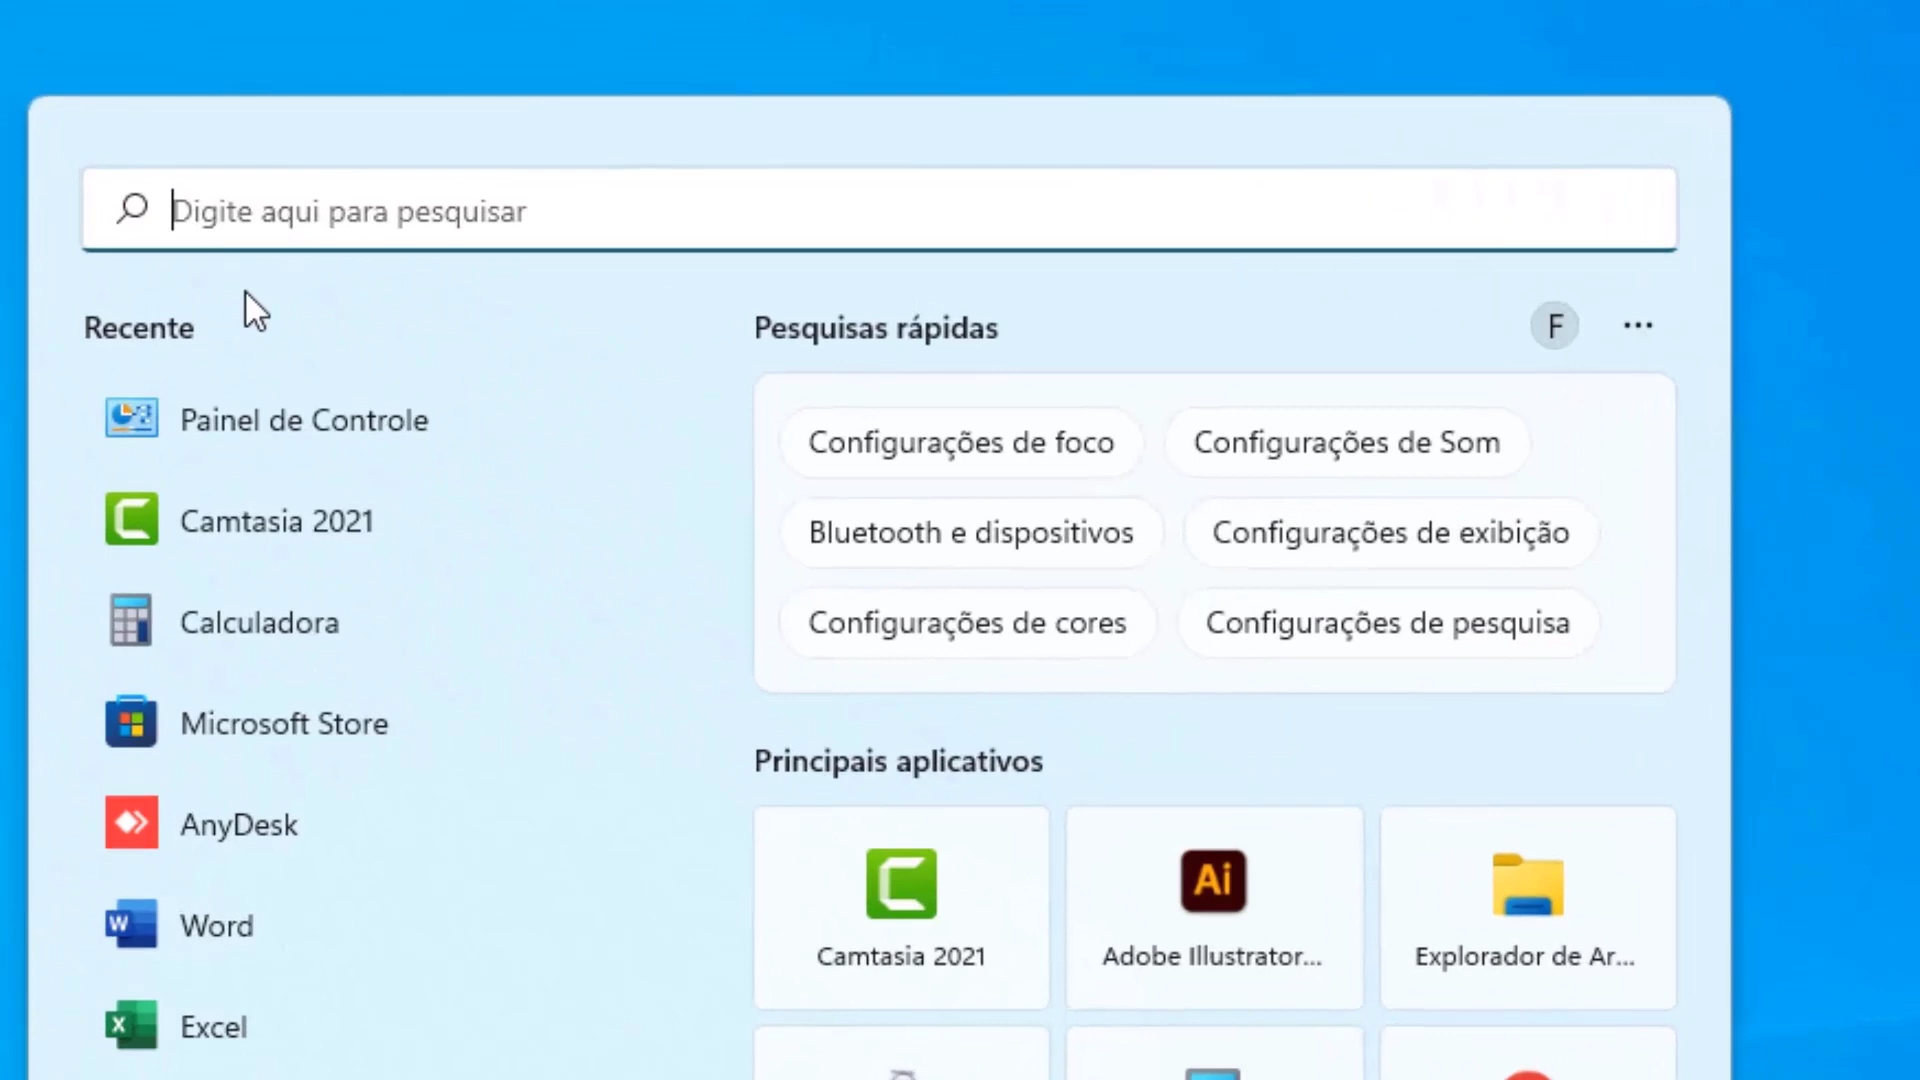 Digite aqui para pesquisar
Recente
Painel de Controle
Camtasia 2021
Calculadora
Microsoft Store
AnyDesk
Word
Excel
Pesquisas rápidas
F
Configurações de foco
Configurações de Som
Bluetooth e dispositivos
Configurações de exibição
Configurações de cores
Configurações de pesquisa
Principais aplicativos
Camtasia 2021
Ai
Adobe Illustrator...
Explorador de Ar...